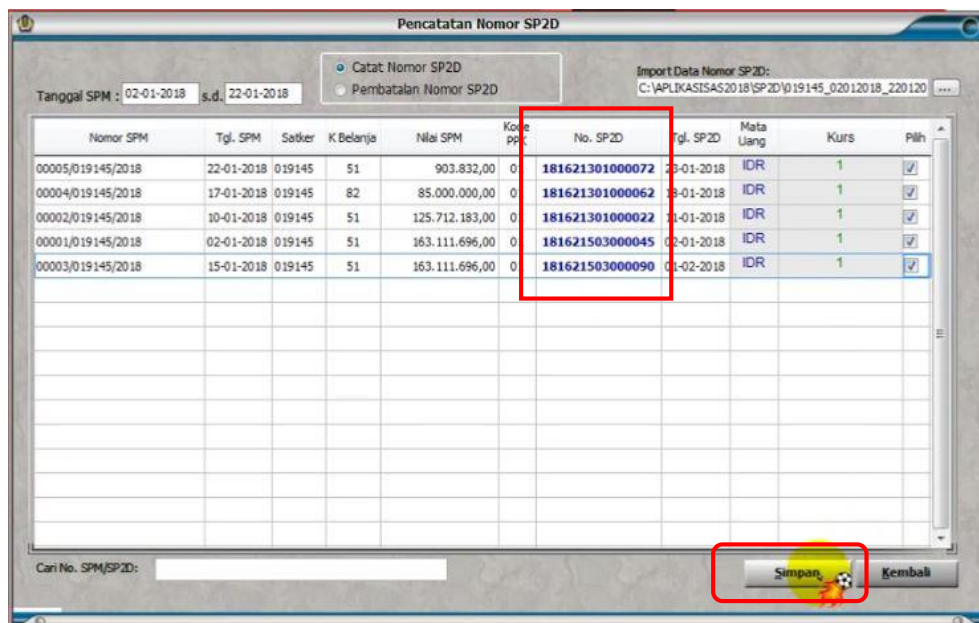 Pencatatan Nomor SP2D
Tanggal SPM : 02-01-2018 s.d. 22-01-2018
Catat Nomor SP2D
Pembatalan Nomor SP2D
Import Data Nomor SP2D:
C:\APLIKASISAS2018\SP2D\019145_02012018_220120 ...
Nomor SPM Tgl. SPM Satker K Belanja Nilai SPM Kode PPK No. SP2D Tgl. SP2D Mata Uang Kurs Pilih
00005/019145/2018 22-01-2018 019145 51 903.832,00 181621301000072 23-01-2018 IDR 1
00004/019145/2018 17-01-2018 019145 82 85.000.000,00 181621301000062 18-01-2018 IDR 1
00002/019145/2018 10-01-2018 019145 51 125.712.183,00 181621301000022 11-01-2018 IDR 1
00001/019145/2018 02-01-2018 019145 51 163.111.696,00 181621503000045 02-01-2018 IDR 1
00003/019145/2018 15-01-2018 019145 51 163.111.696,00 181621503000090 01-02-2018 IDR 1
Cari No. SPM/SP2D:
Simpan Kembali